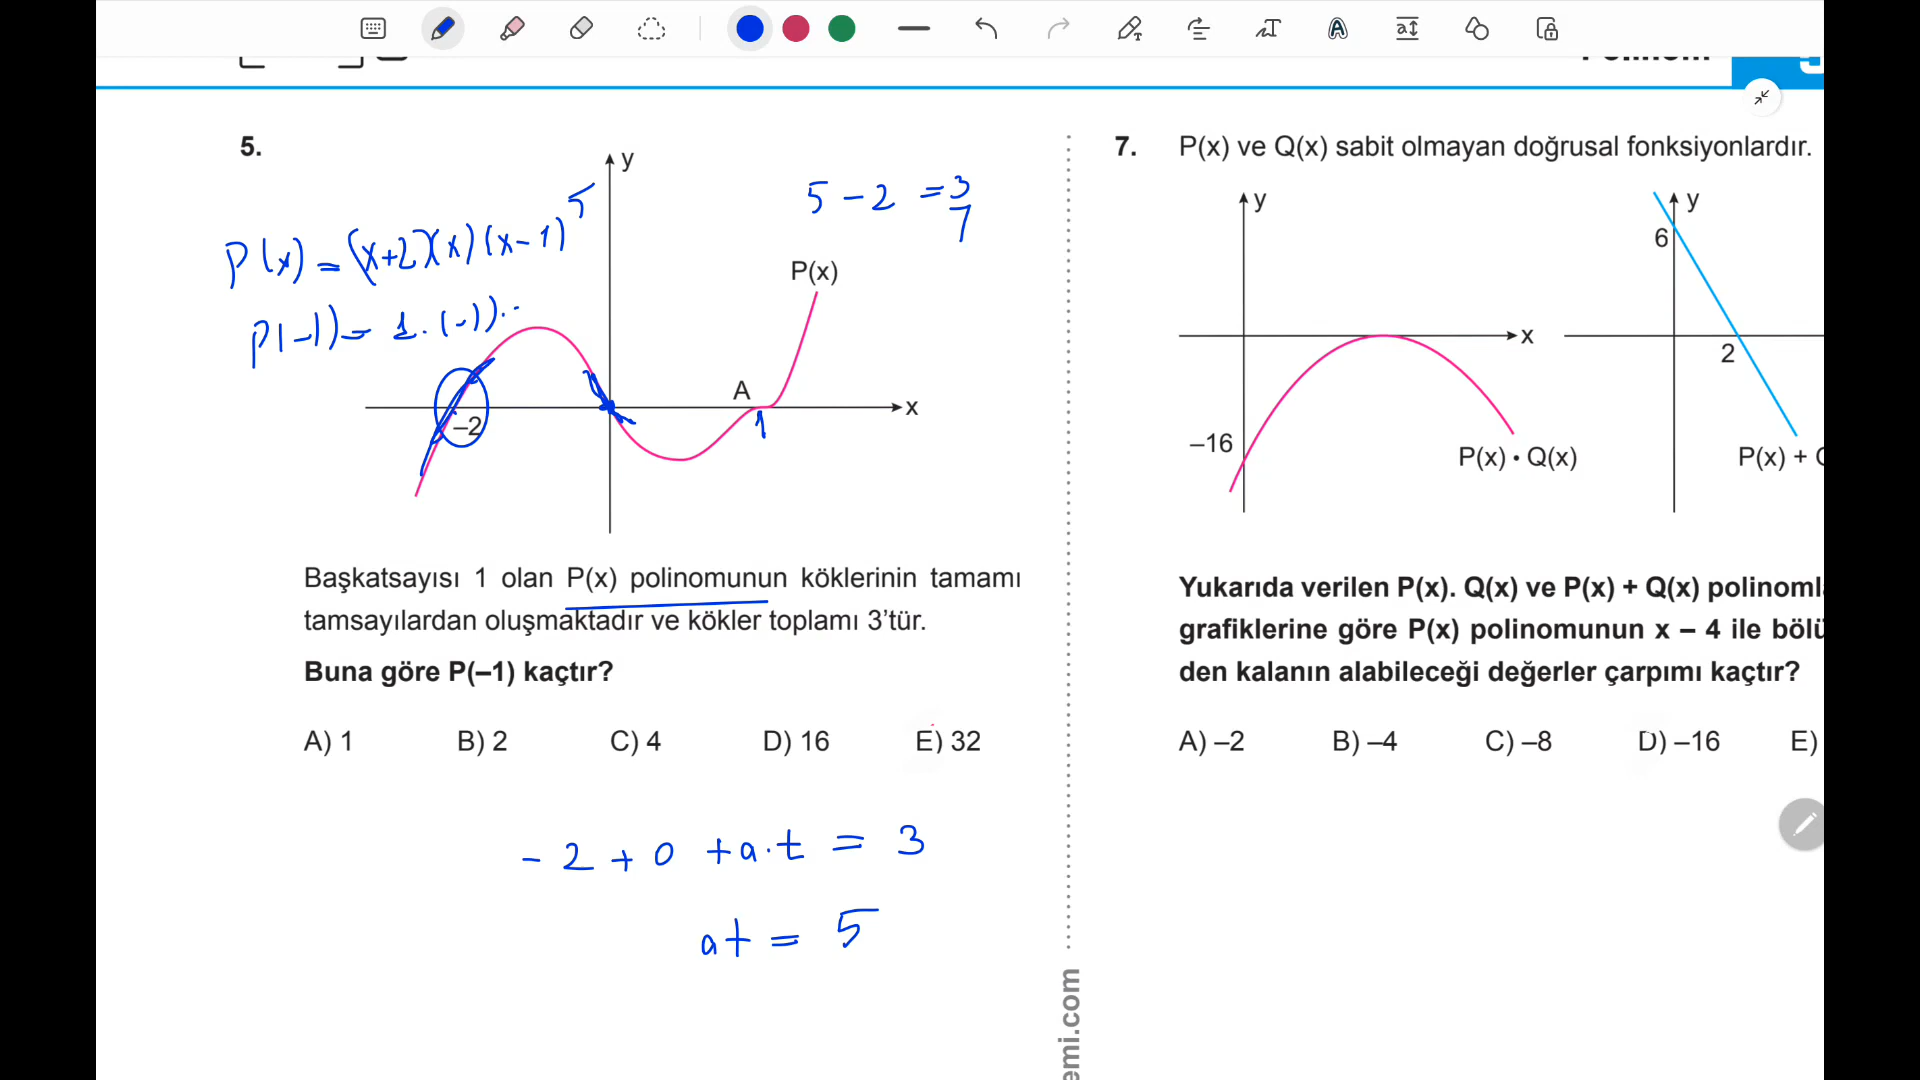 5.
y
5 – 2 = 3
7
P(x) = (x+2)(x)(x-1)^5
P(-1) = 1 . (-1) . .
P(x)
A
x
–2
1
Başkatsayısı 1 olan P(x) polinomunun köklerinin tamamı
tamsayılardan oluşmaktadır ve kökler toplamı 3’tür.
Buna göre P(–1) kaçtır?
A) 1 B) 2 C) 4 D) 16 E) 32
- 2 + 0 + a . t = 3
at = 5
7. P(x) ve Q(x) sabit olmayan doğrusal fonksiyonlardır.
y
x
–16
P(x) • Q(x)
y
6
2
P(x) +
Yukarıda verilen P(x). Q(x) ve P(x) + Q(x)
grafiklerine göre P(x) polinomunun x – 4 ile
den kalanın alabileceği değerler çarpımı kaçtır?
A) –2 B) –4 C) –8 D) –16 E)
emi.com